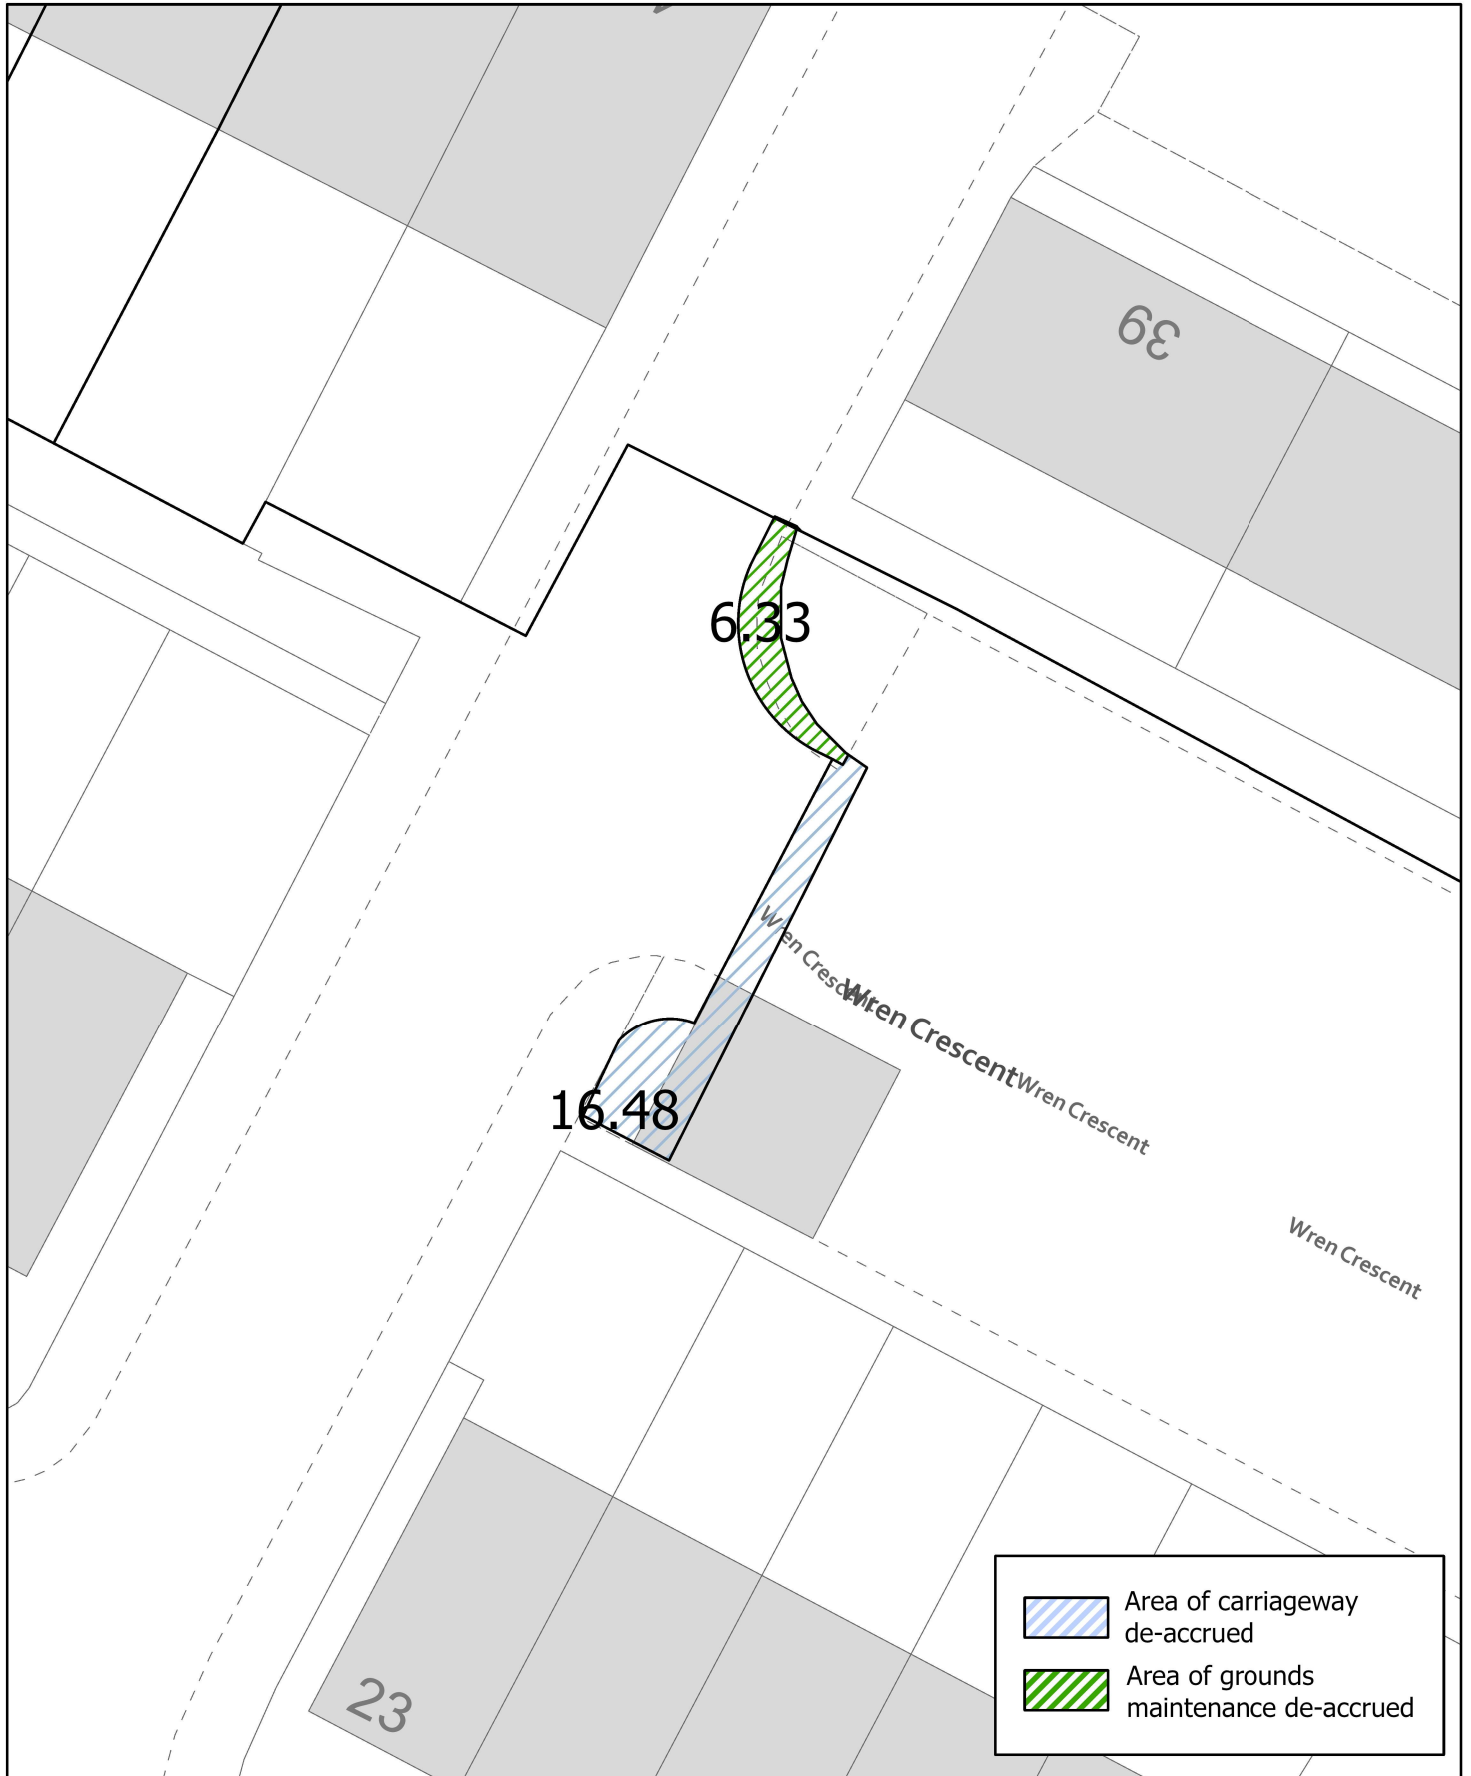 39
6.33
Wren Crescent
Wren Crescent
Wren Crescent
16.48
Wren Crescent
Area of carriageway
de-accrued
Area of grounds
maintenance de-accrued
23